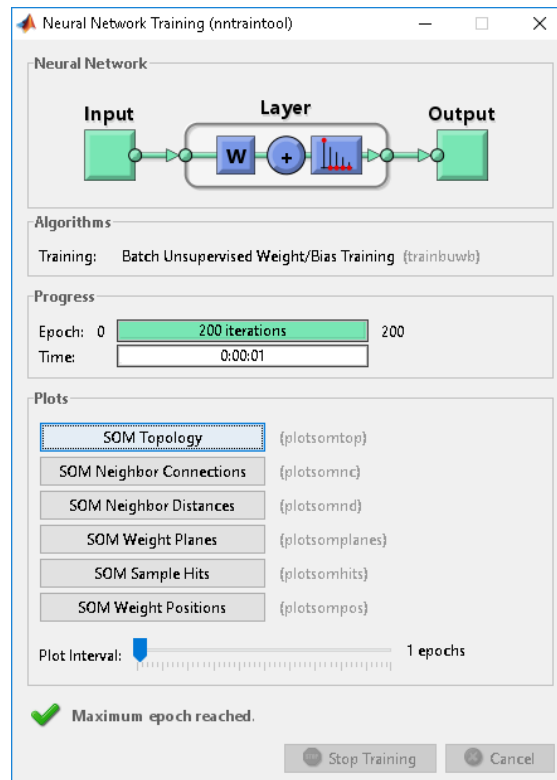 Neural Network Training (nntraintool)
Neural Network
Input
Layer
Output
W
+
Algorithms
Training: Batch Unsupervised Weight/Bias Training (trainbuwb)
Progress
Epoch: 0 200 iterations 200
Time: 0:00:01
Plots
SOM Topology (plotsomtop)
SOM Neighbor Connections (plotsomnc)
SOM Neighbor Distances (plotsomnd)
SOM Weight Planes (plotsomplanes)
SOM Sample Hits (plotsomhits)
SOM Weight Positions (plotsompos)
Plot Interval: 1 epochs
Maximum epoch reached.
Stop Training Cancel